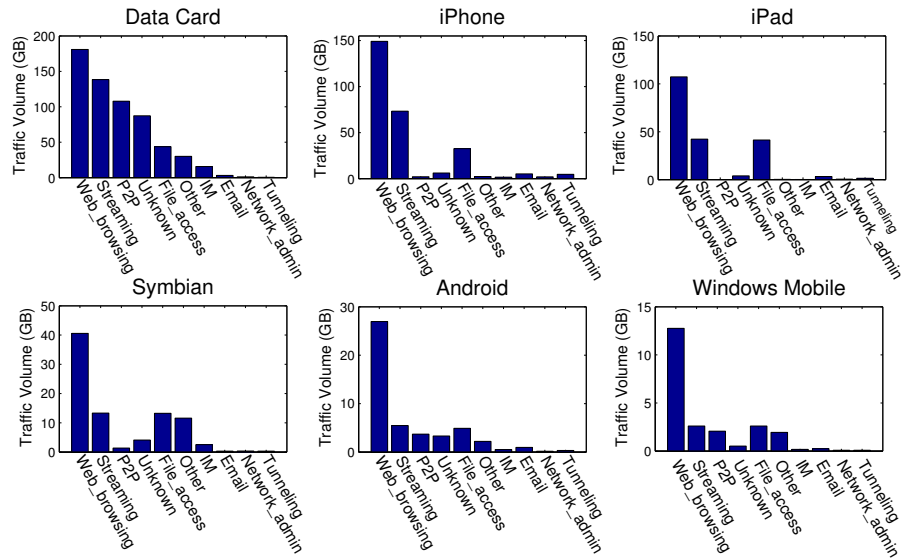 Data Card
Traffic Volume (GB)
200
150
100
50
0
Web_browsing
Streaming
P2P
Unknown
File_access
Other
IM
Email
Network_admin
Tunneling
iPhone
Traffic Volume (GB)
150
100
50
0
Web_browsing
Streaming
P2P
Unknown
File_access
Other
IM
Email
Network_admin
Tunneling
iPad
Traffic Volume (GB)
150
100
50
0
Web_browsing
Streaming
P2P
Unknown
File_access
Other
IM
Email
Network_admin
Tunneling
Symbian
Traffic Volume (GB)
50
40
30
20
10
0
Web_browsing
Streaming
P2P
Unknown
File_access
Other
IM
Email
Network_admin
Tunneling
Android
Traffic Volume (GB)
30
20
10
0
Web_browsing
Streaming
P2P
Unknown
File_access
Other
IM
Email
Network_admin
Tunneling
Windows Mobile
Traffic Volume (GB)
15
10
5
0
Web_browsing
Streaming
P2P
Unknown
File_access
Other
IM
Email
Network_admin
Tunneling